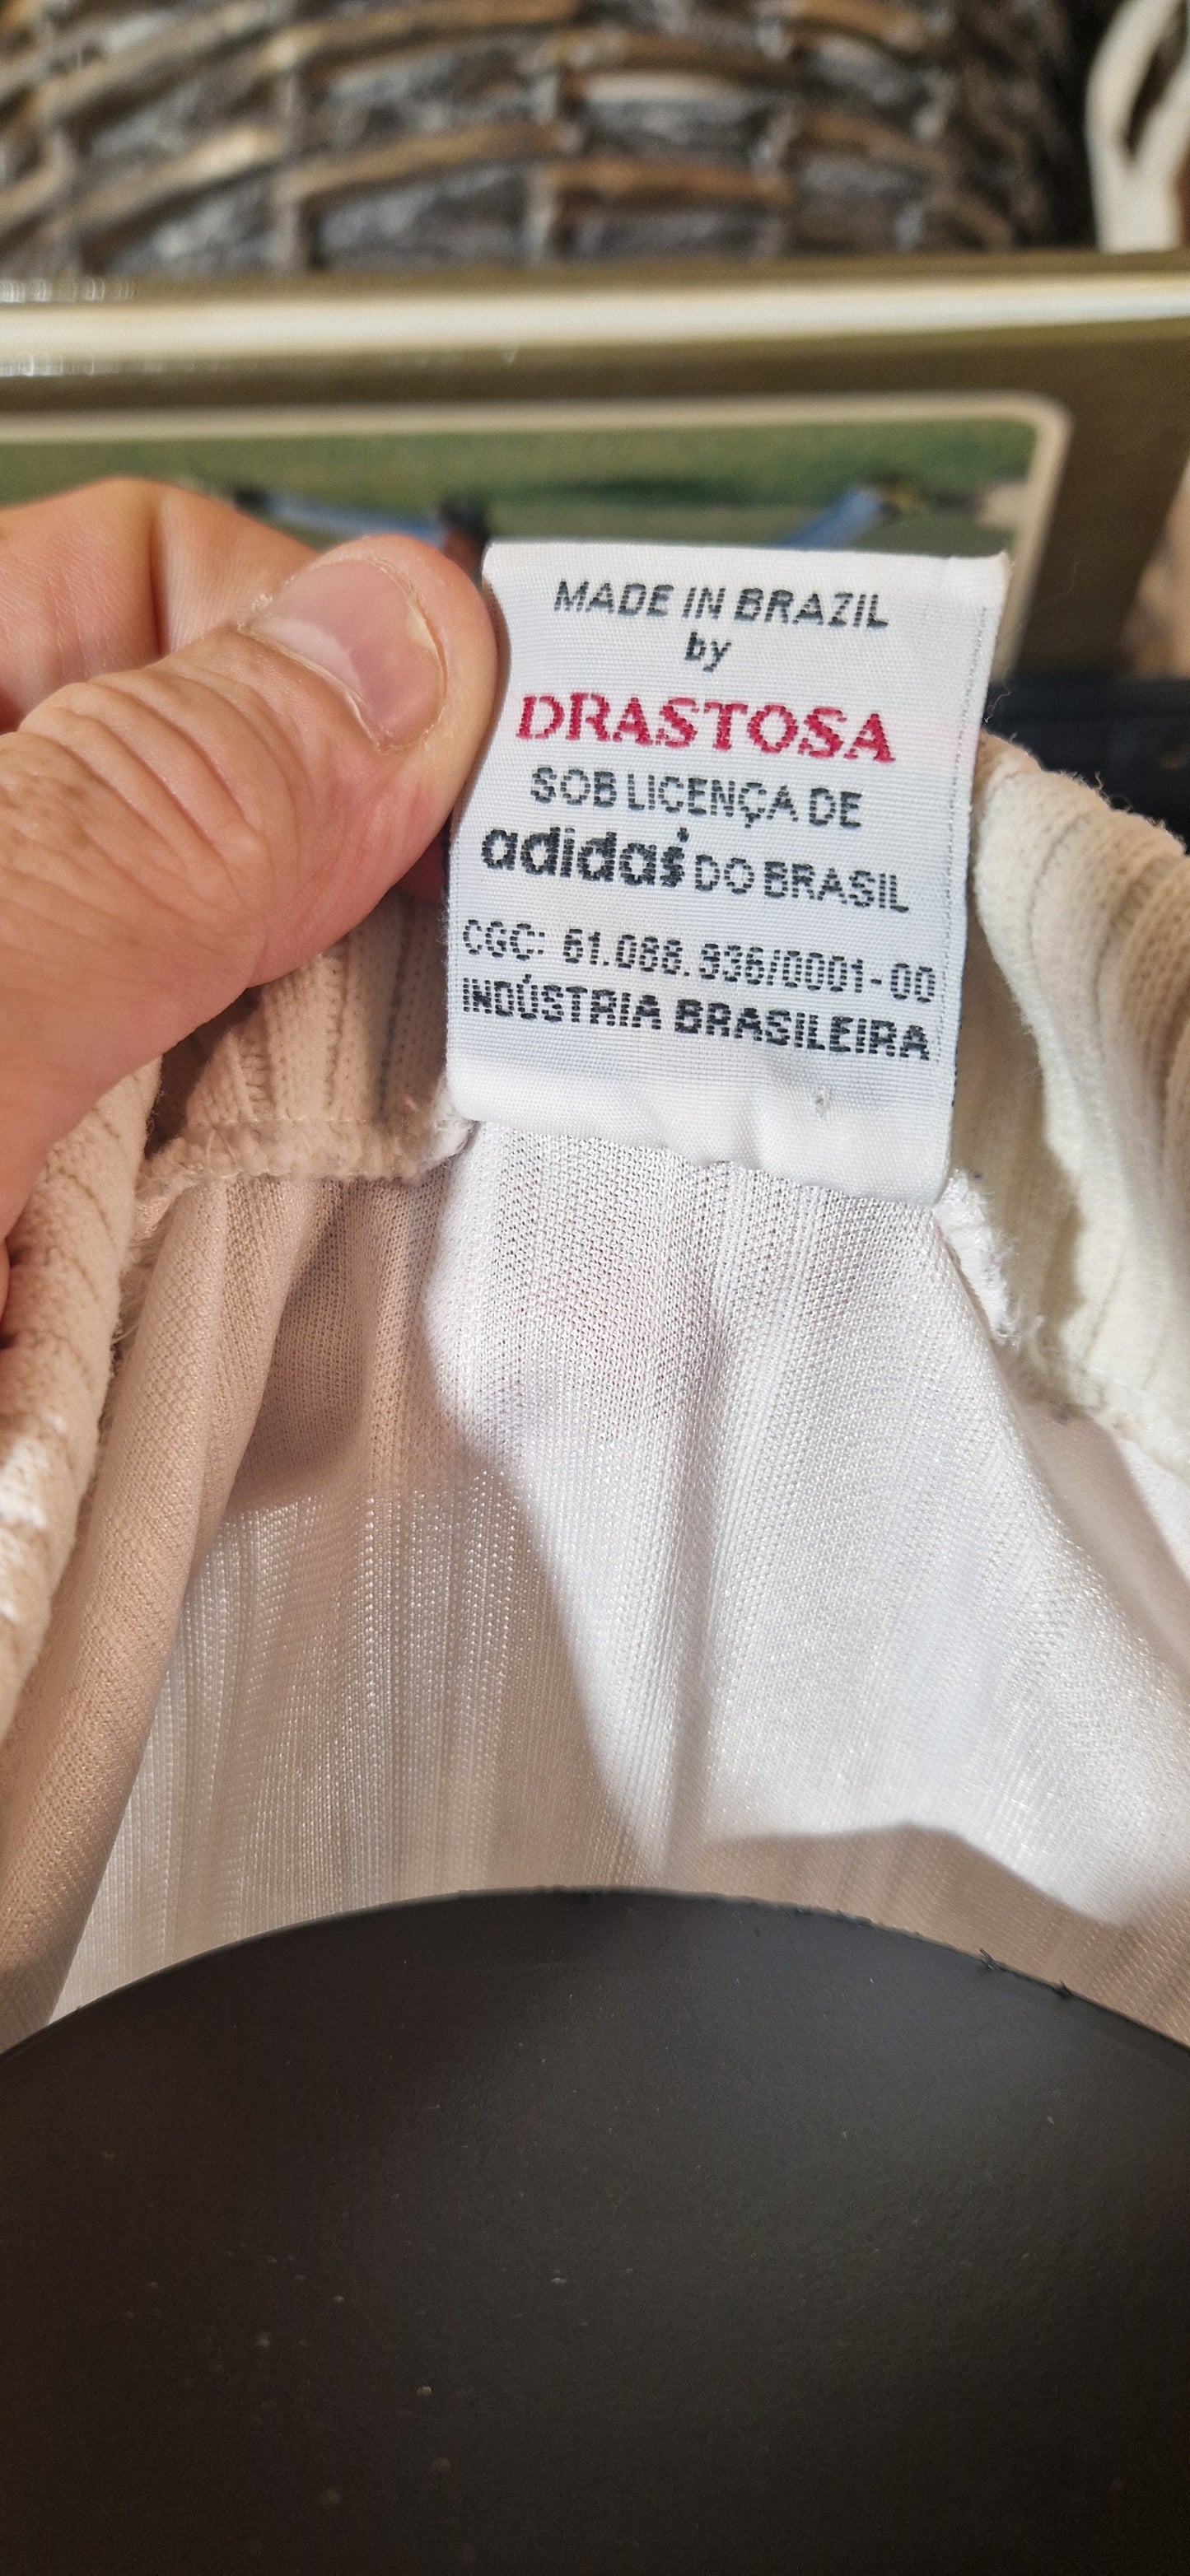 MADE IN BRAZIL
by
DRASTOSA
SOB LICENÇA DE
adidas DO BRASIL
CGC: 61.088.936/0001-00
INDÚSTRIA BRASILEIRA